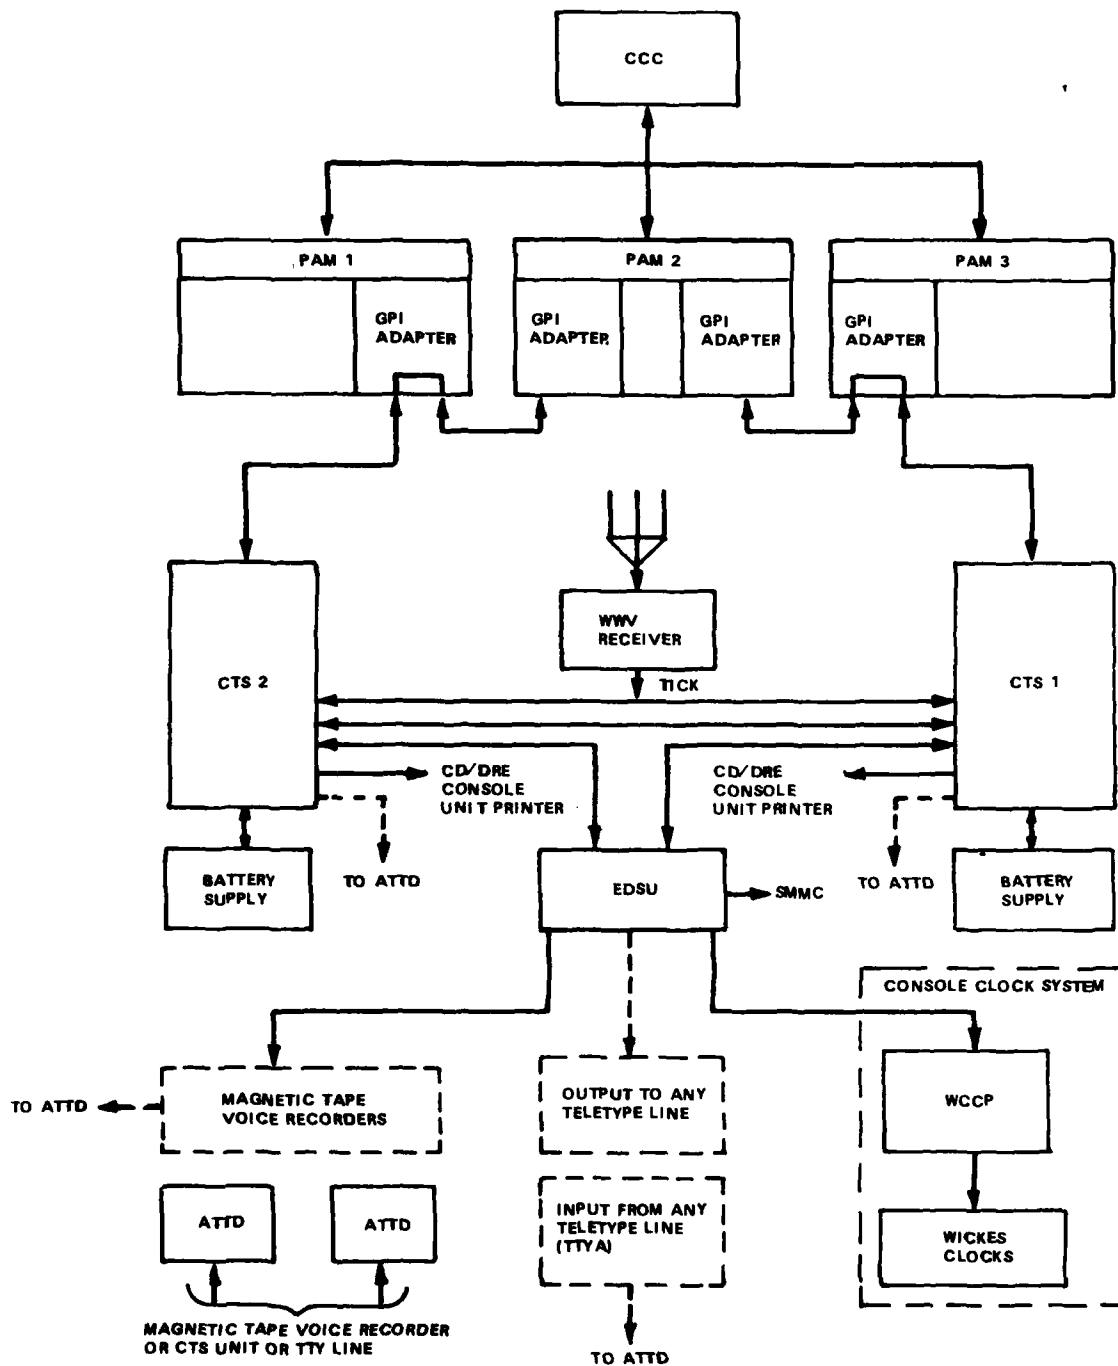 CCC
PAM 1
PAM 2
PAM 3
GPI
ADAPTER
GPI
ADAPTER
GPI
ADAPTER
GPI
ADAPTER
WWV
RECEIVER
TICK
CTS 2
CTS 1
CD/DRE
CONSOLE
UNIT PRINTER
CD/DRE
CONSOLE
UNIT PRINTER
BATTERY
SUPPLY
TO ATTD
EDSU
SMMC
TO ATTD
BATTERY
SUPPLY
CONSOLE CLOCK SYSTEM
TO ATTD
MAGNETIC TAPE
VOICE RECORDERS
OUTPUT TO ANY
TELETYPE LINE
WCCP
ATTD
ATTD
INPUT FROM ANY
TELETYPE LINE
(TTYA)
WICKES
CLOCKS
MAGNETIC TAPE VOICE RECORDER
OR CTS UNIT OR TTY LINE
TO ATTD